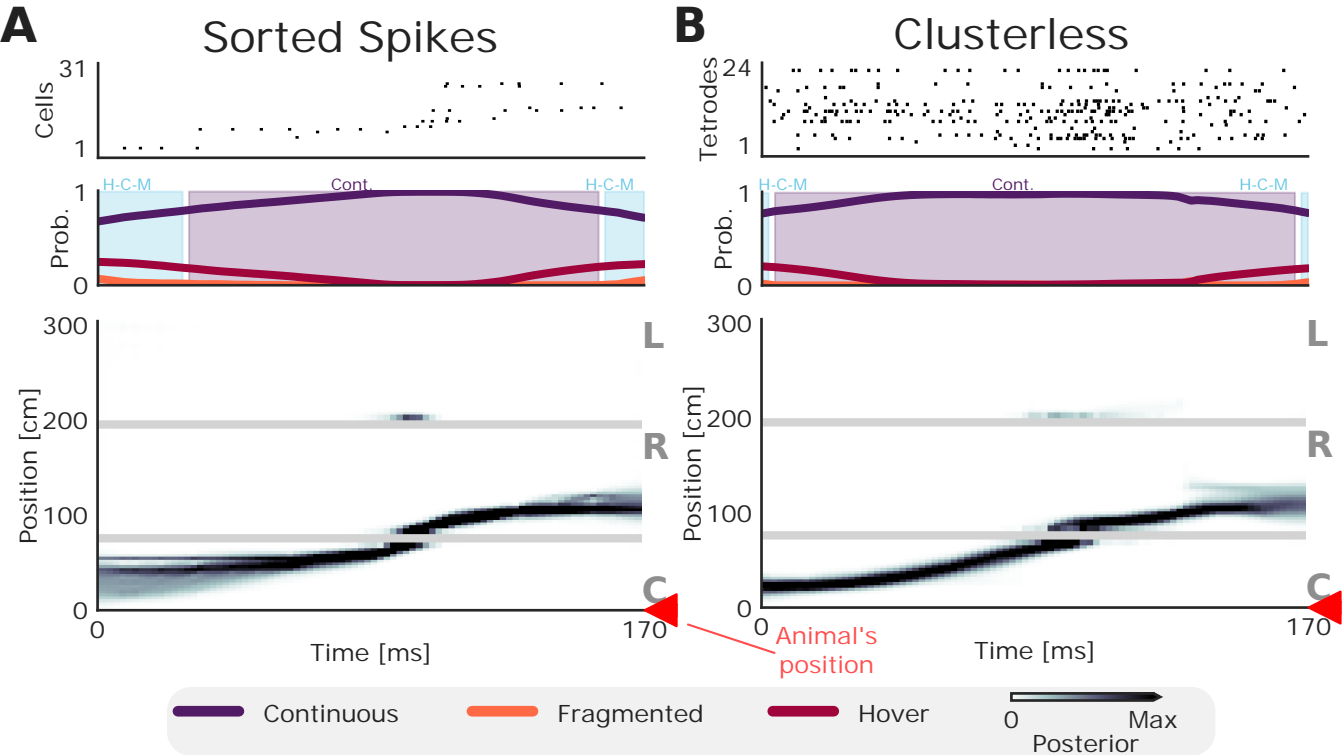 A
Sorted Spikes
31
Cells
1
H-C-M
Cont.
H-C-M
1
Prob.
0
300
L
Position [cm]
200
R
100
C
0
0
170
Time [ms]
B
Clusterless
24
Tetrodes
1
H-C-M
Cont.
H-C-M
1
Prob.
0
300
L
Position [cm]
200
R
100
C
0
0
170
Time [ms]
Animal's
position
Continuous
Fragmented
Hover
0
Max
Posterior